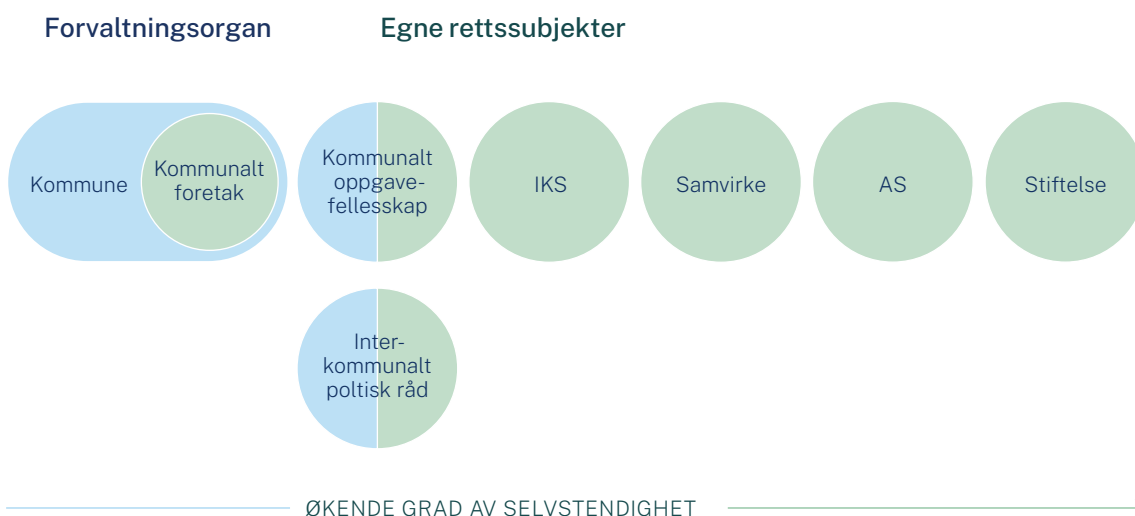 Forvaltningsorgan
Egne rettssubjekter
Kommune
Kommunalt
foretak
Kommunalt
oppgave-
fellesskap
IKS
Samvirke
AS
Stiftelse
Inter-
kommunalt
poltisk råd
ØKENDE GRAD AV SELVSTENDIGHET